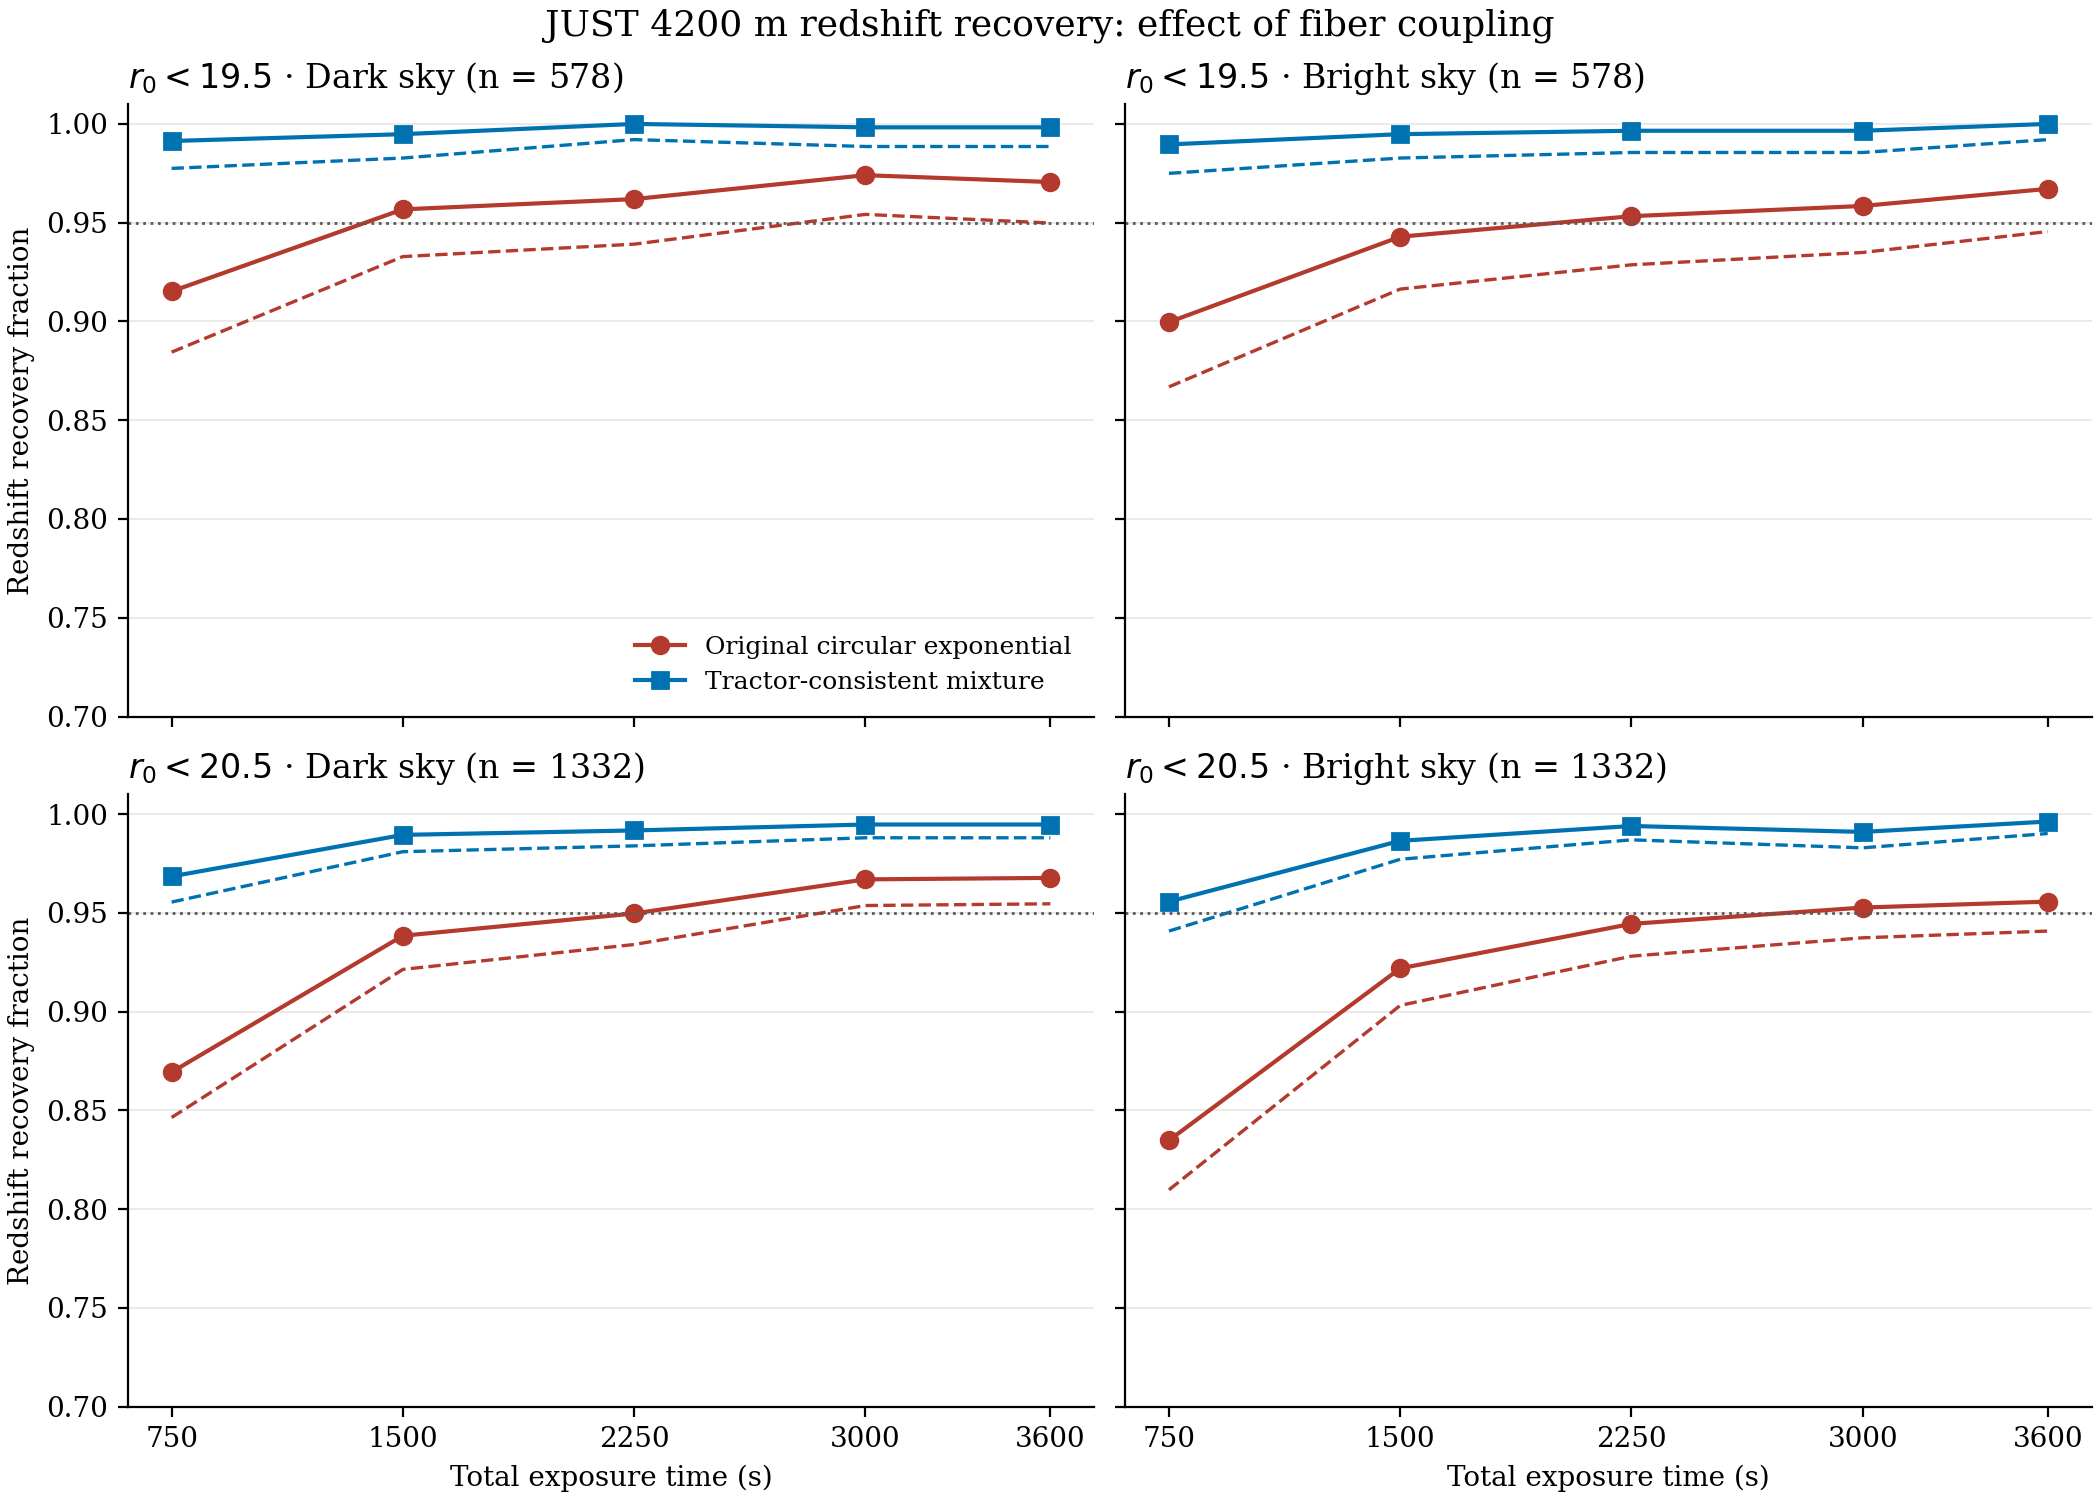 JUST 4200 m redshift recovery: effect of fiber coupling
r₀ < 19.5 · Dark sky (n = 578)
r₀ < 19.5 · Bright sky (n = 578)
Redshift recovery fraction
1.00
0.95
0.90
0.85
0.80
0.75
0.70
Original circular exponential
Tractor-consistent mixture
r₀ < 20.5 · Dark sky (n = 1332)
r₀ < 20.5 · Bright sky (n = 1332)
Redshift recovery fraction
1.00
0.95
0.90
0.85
0.80
0.75
0.70
750 1500 2250 3000 3600
750 1500 2250 3000 3600
Total exposure time (s)
Total exposure time (s)